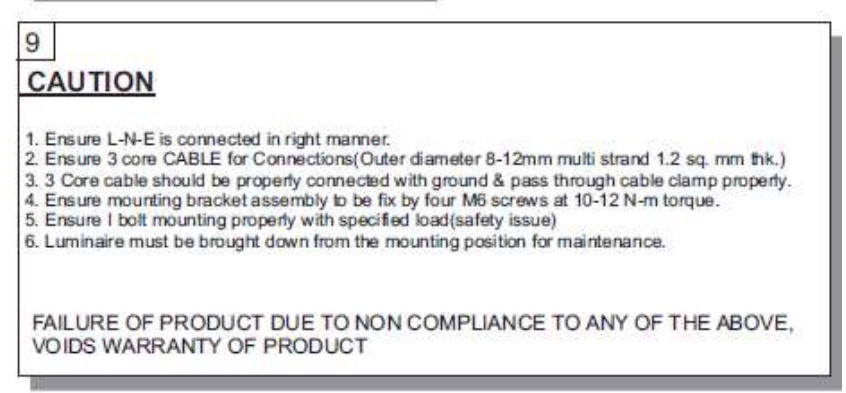 9
CAUTION
1. Ensure L-N-E is connected in right manner.
2. Ensure 3 core CABLE for Connections(Outer diameter 8-12mm multi strand 1.2 sq. mm thk.)
3. 3 Core cable should be properly connected with ground & pass through cable clamp properly.
4. Ensure mounting bracket assembly to be fix by four M6 screws at 10-12 N-m torque.
5. Ensure I bolt mounting properly with specified load(safety issue)
6. Luminaire must be brought down from the mounting position for maintenance.
FAILURE OF PRODUCT DUE TO NON COMPLIANCE TO ANY OF THE ABOVE,
VOIDS WARRANTY OF PRODUCT